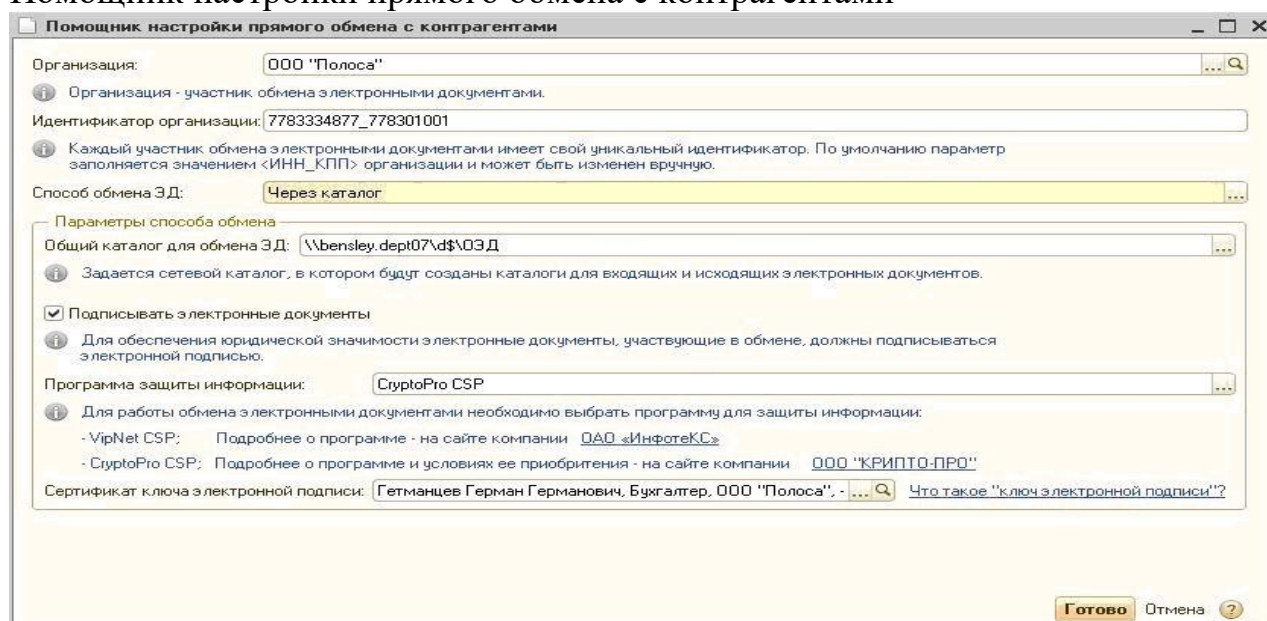 Помощник настройки прямого обмена с контрагентами
Помощник настройки прямого обмена с контрагентами
Организация: ООО "Полоса" ...
Организация - участник обмена электронными документами.
Идентификатор организации: 7783334877_778301001
Каждый участник обмена электронными документами имеет свой уникальный идентификатор. По умолчанию параметр
заполняется значением <ИНН_КПП> организации и может быть изменен вручную.
Способ обмена ЭД: Через каталог ...
Параметры способа обмена
Общий каталог для обмена ЭД: \\bensley.dept07\d$\ОЭД ...
Задается сетевой каталог, в котором будут созданы каталоги для входящих и исходящих электронных документов.
Подписывать электронные документы
Для обеспечения юридической значимости электронные документы, участвующие в обмене, должны подписываться
электронной подписью.
Программа защиты информации: CryptoPro CSP ...
Для работы обмена электронными документами необходимо выбрать программу для защиты информации:
- VipNet CSP; Подробнее о программе - на сайте компании ОАО «ИнфотеКС»
- CryptoPro CSP; Подробнее о программе и условиях ее приобритения - на сайте компании ООО "КРИПТО-ПРО"
Сертификат ключа электронной подписи: Гетманцев Герман Германович, Бухгалтер, ООО "Полоса", - ... Что такое "ключ электронной подписи"?
Готово Отмена ?